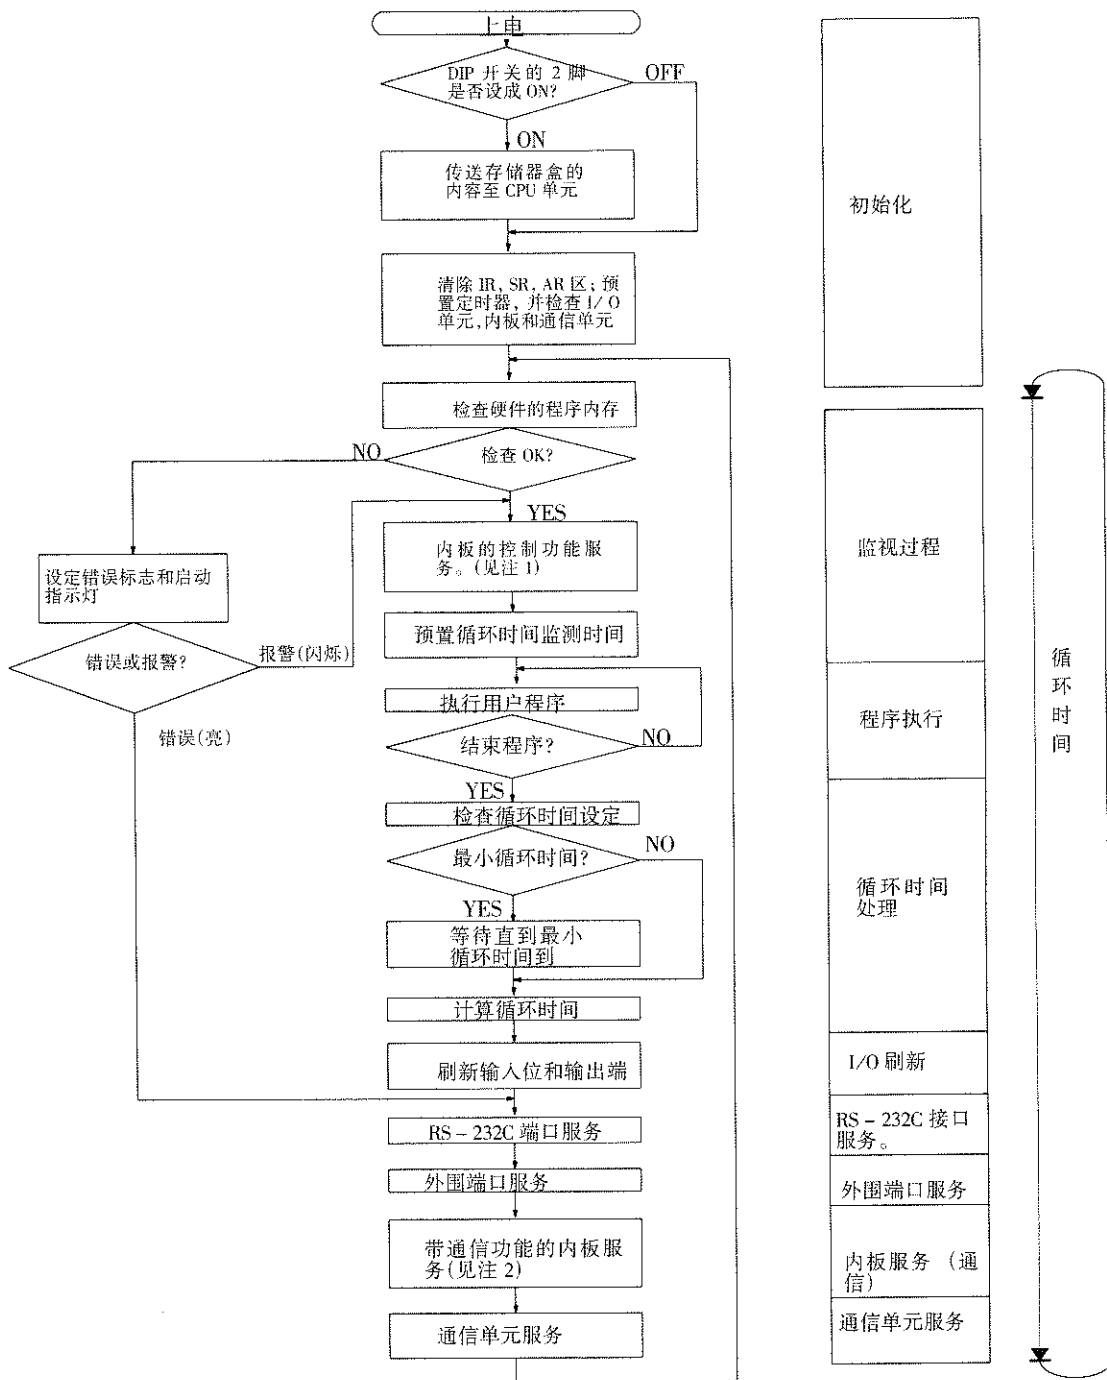 上电
DIP 开关的 2 脚
是否设成 ON?
OFF
ON
传送存储器盒的
内容至 CPU 单元
初始化
清除 IR, SR, AR 区; 预
置定时器, 并检查 I/O
单元,内板和通信单元
检查硬件的程序内存
NO
检查 OK?
YES
内板的控制功能服
务。(见注 1)
监视过程
设定错误标志和启动
指示灯
预置循环时间监测时间
错误或报警?
报警(闪烁)
循
环
时
间
执行用户程序
程序执行
错误(亮)
结束程序?
NO
YES
检查循环时间设定
最小循环时间?
NO
循环时间
处理
YES
等待直到最小
循环时间到
计算循环时间
刷新输入位和输出端
I/O 刷新
RS-232C 端口服务
RS-232C 接口
服务。
外围端口服务
外围端口服务
带通信功能的内板服
务(见注 2)
内板服务 (通
信)
通信单元服务
通信单元服务